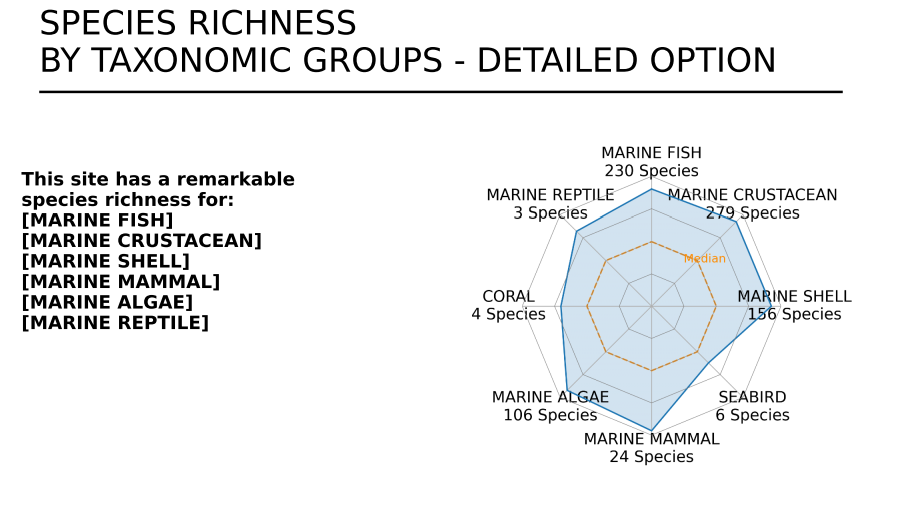 SPECIES RICHNESS
BY TAXONOMIC GROUPS - DETAILED OPTION
This site has a remarkable
species richness for:
[MARINE FISH]
[MARINE CRUSTACEAN]
[MARINE SHELL]
[MARINE MAMMAL]
[MARINE ALGAE]
[MARINE REPTILE]
MARINE FISH
230 Species
MARINE REPTILE
3 Species
MARINE CRUSTACEAN
279 Species
Median
CORAL
4 Species
MARINE SHELL
156 Species
MARINE ALGAE
106 Species
SEABIRD
6 Species
MARINE MAMMAL
24 Species